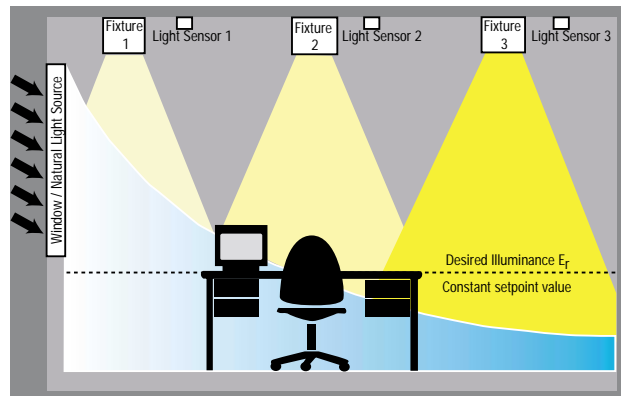 Fixture
1
Light Sensor 1
Fixture
2
Light Sensor 2
Fixture
3
Light Sensor 3
Window / Natural Light Source
Desired Illuminance Er
Constant setpoint value